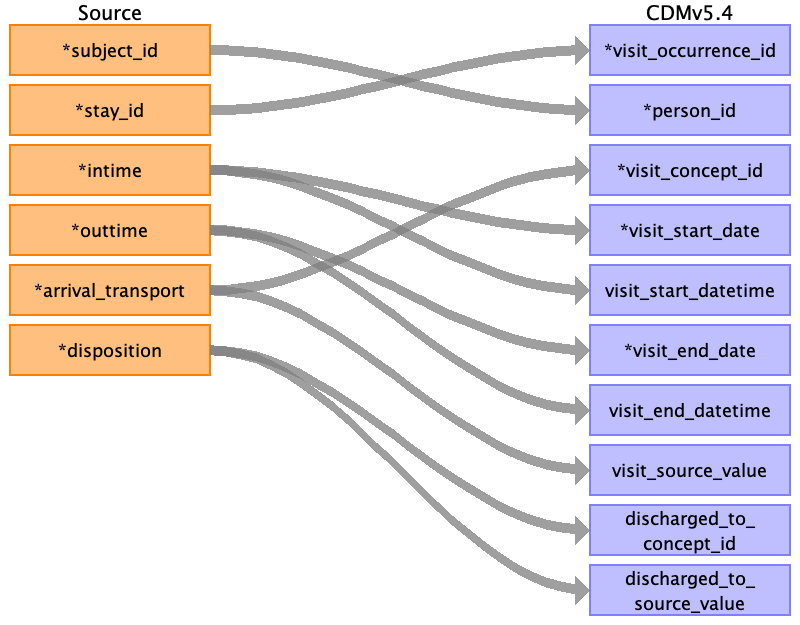 Source
CDMv5.4
*subject_id
*visit_occurrence_id
*stay_id
*person_id
*intime
*visit_concept_id
*outtime
*visit_start_date
*arrival_transport
visit_start_datetime
*disposition
*visit_end_date
visit_end_datetime
visit_source_value
discharged_to_
concept_id
discharged_to_
source_value